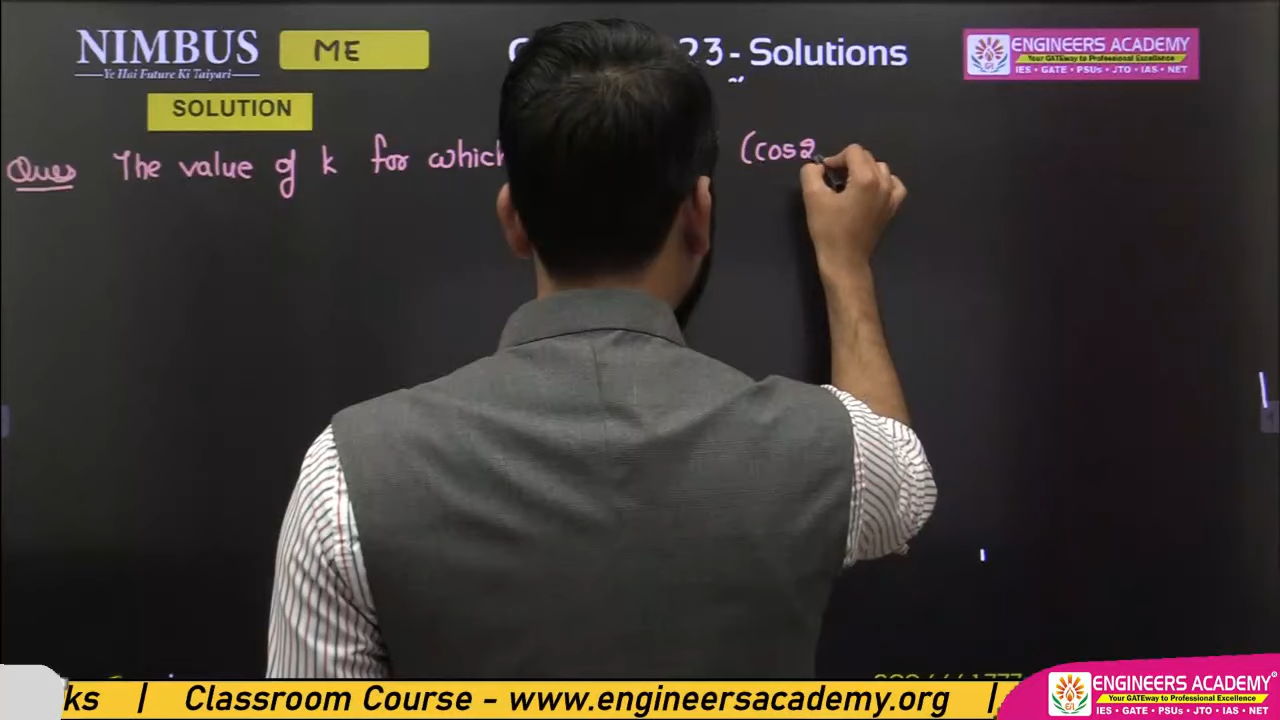 NIMBUS
Ye Hai Future Ki Taiyari
ME
23 - Solutions
ENGINEERS ACADEMY
Your GATEway to Professional Excellence
IES • GATE • PSUs • JTO • IAS • NET
SOLUTION
Ques The value of k for which (cos2
ks | Classroom Course - www.engineersacademy.org |
ENGINEERS ACADEMY
Your GATEway to Professional Excellence
IES • GATE • PSUs • JTO • IAS • NET